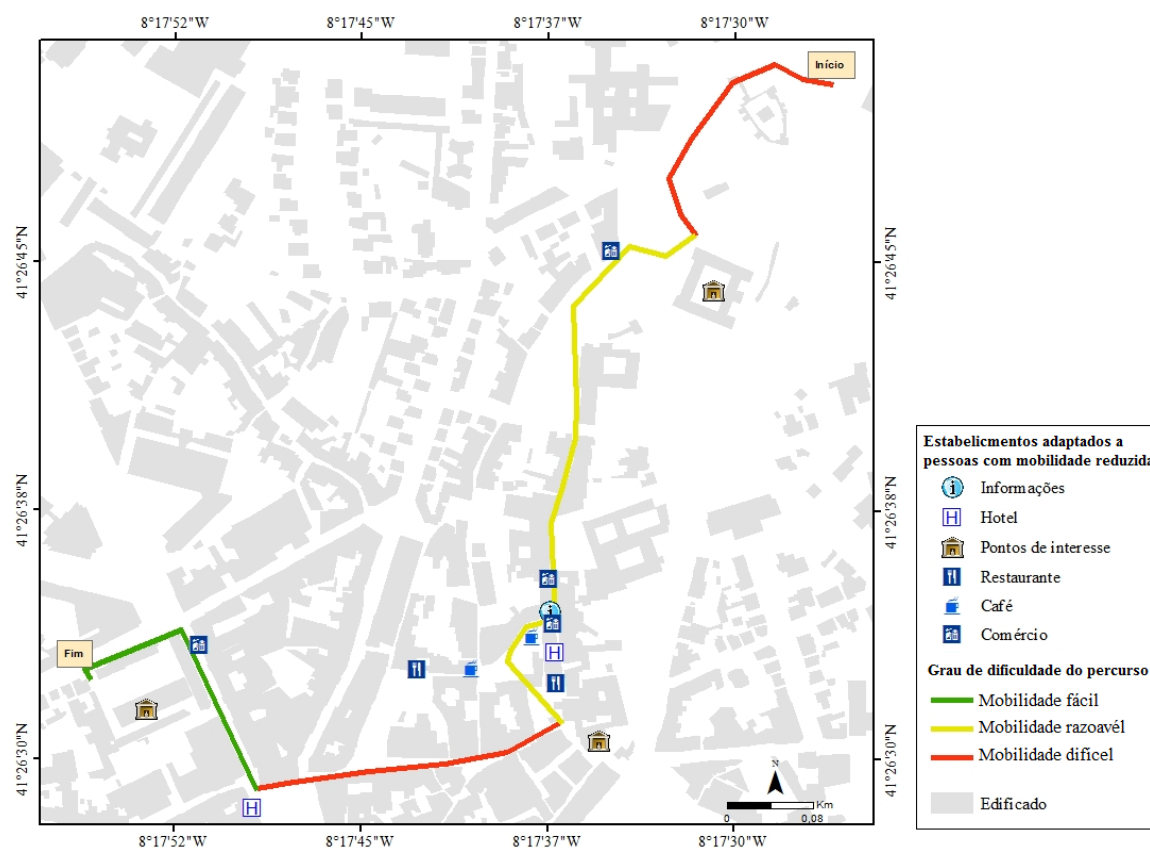 8°17'52"W 8°17'45"W 8°17'37"W 8°17'30"W
Início
41°26'45"N 41°26'45"N
41°26'38"N 41°26'38"N
Fim
41°26'30"N 41°26'30"N
N
Km
0 0,08
8°17'52"W 8°17'45"W 8°17'37"W 8°17'30"W
Estabelicmentos adaptados a
pessoas com mobilidade reduzida
Informações
Hotel
Pontos de interesse
Restaurante
Café
Comércio
Grau de dificuldade do percurso
Mobilidade fácil
Mobilidade razoavél
Mobilidade difícel
Edificado